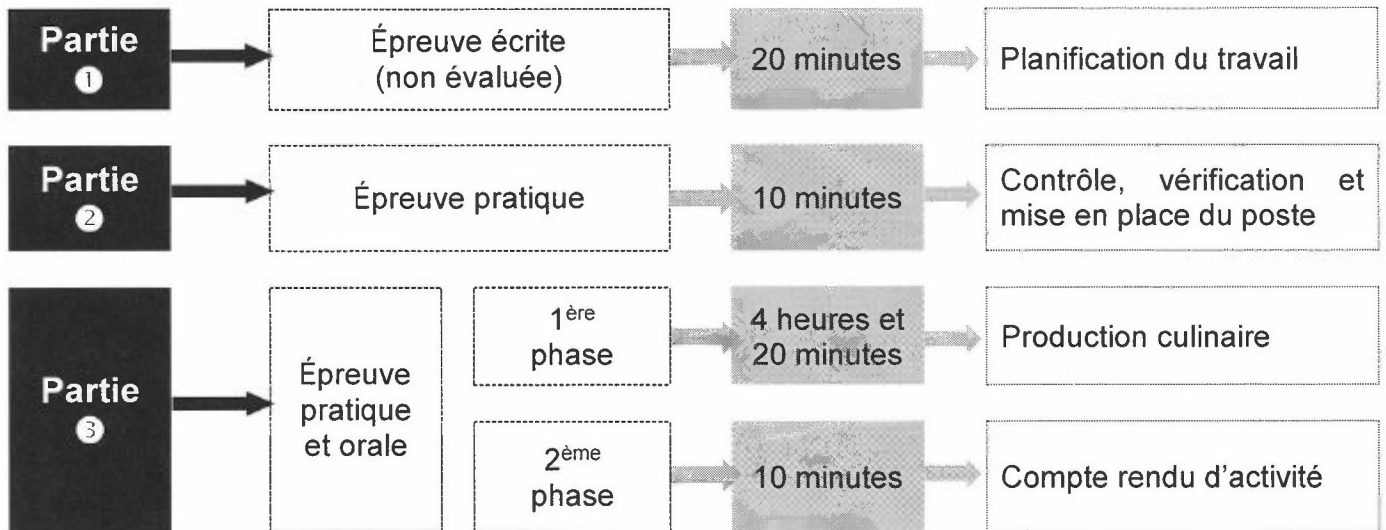 Partie
1
Épreuve écrite
(non évaluée)
20 minutes
Planification du travail
Partie
2
Épreuve pratique
10 minutes
Contrôle, vérification et
mise en place du poste
Partie
3
Épreuve
pratique
et orale
1ère
phase
4 heures et
20 minutes
Production culinaire
2ème
phase
10 minutes
Compte rendu d'activité